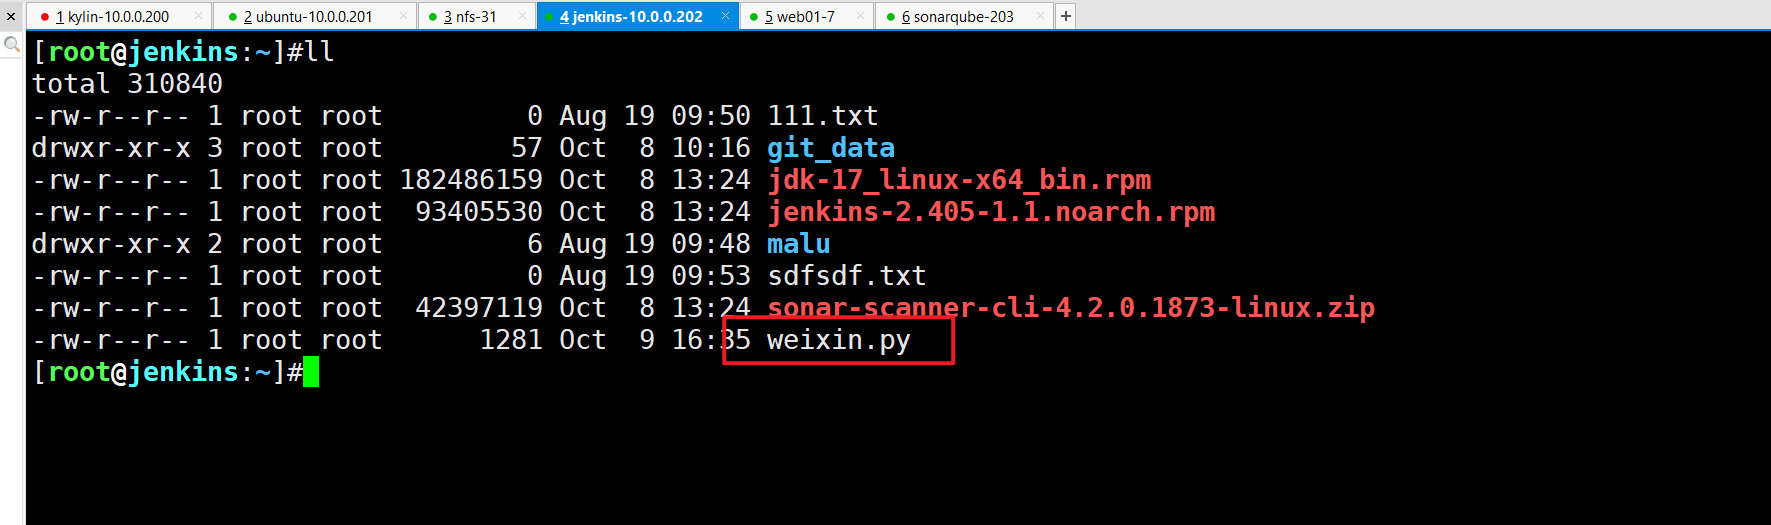 1 kylin-10.0.0.200 2 ubuntu-10.0.0.201 3 nfs-31 4 jenkins-10.0.0.202 5 web01-7 6 sonarqube-203
[root@jenkins:~]#ll
total 310840
-rw-r--r-- 1 root root         0 Aug 19 09:50 111.txt
drwxr-xr-x 3 root root        57 Oct  8 10:16 git_data
-rw-r--r-- 1 root root 182486159 Oct  8 13:24 jdk-17_linux-x64_bin.rpm
-rw-r--r-- 1 root root  93405530 Oct  8 13:24 jenkins-2.405-1.1.noarch.rpm
drwxr-xr-x 2 root root         6 Aug 19 09:48 malu
-rw-r--r-- 1 root root         0 Aug 19 09:53 sdfsdf.txt
-rw-r--r-- 1 root root  42397119 Oct  8 13:24 sonar-scanner-cli-4.2.0.1873-linux.zip
-rw-r--r-- 1 root root      1281 Oct  9 16:35 weixin.py
[root@jenkins:~]#